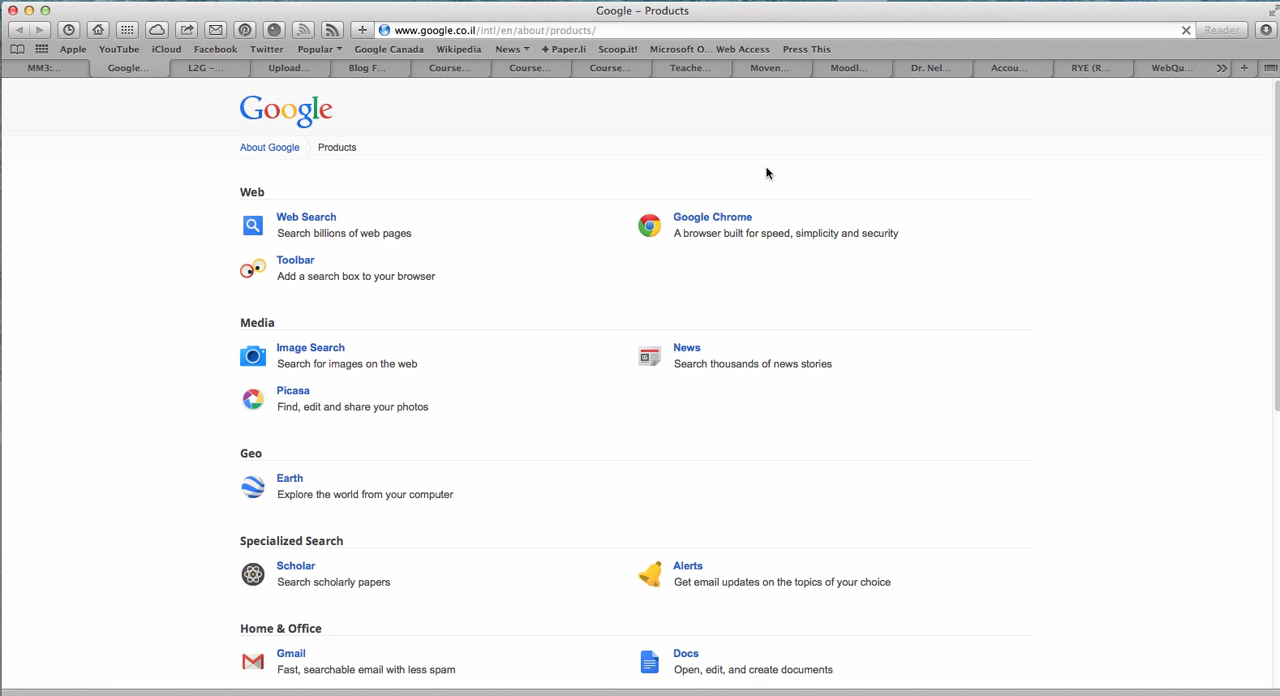 Google – Products
www.google.co.il/intl/en/about/products/
Reader
Apple YouTube iCloud Facebook Twitter Popular Google Canada Wikipedia News Paper.li Scoop.it! Microsoft O... Web Access Press This
MM3:... Google... L2G –... Upload... Blog F... Course... Course... Course... Teache... Moven... Moodl... Dr. Nel... Accou... RYE (R... WebQu...
Google
About Google Products
Web
Web Search Google Chrome
Search billions of web pages A browser built for speed, simplicity and security
Toolbar
Add a search box to your browser
Media
Image Search News
Search for images on the web Search thousands of news stories
Picasa
Find, edit and share your photos
Geo
Earth
Explore the world from your computer
Specialized Search
Scholar Alerts
Search scholarly papers Get email updates on the topics of your choice
Home & Office
Gmail Docs
Fast, searchable email with less spam Open, edit, and create documents